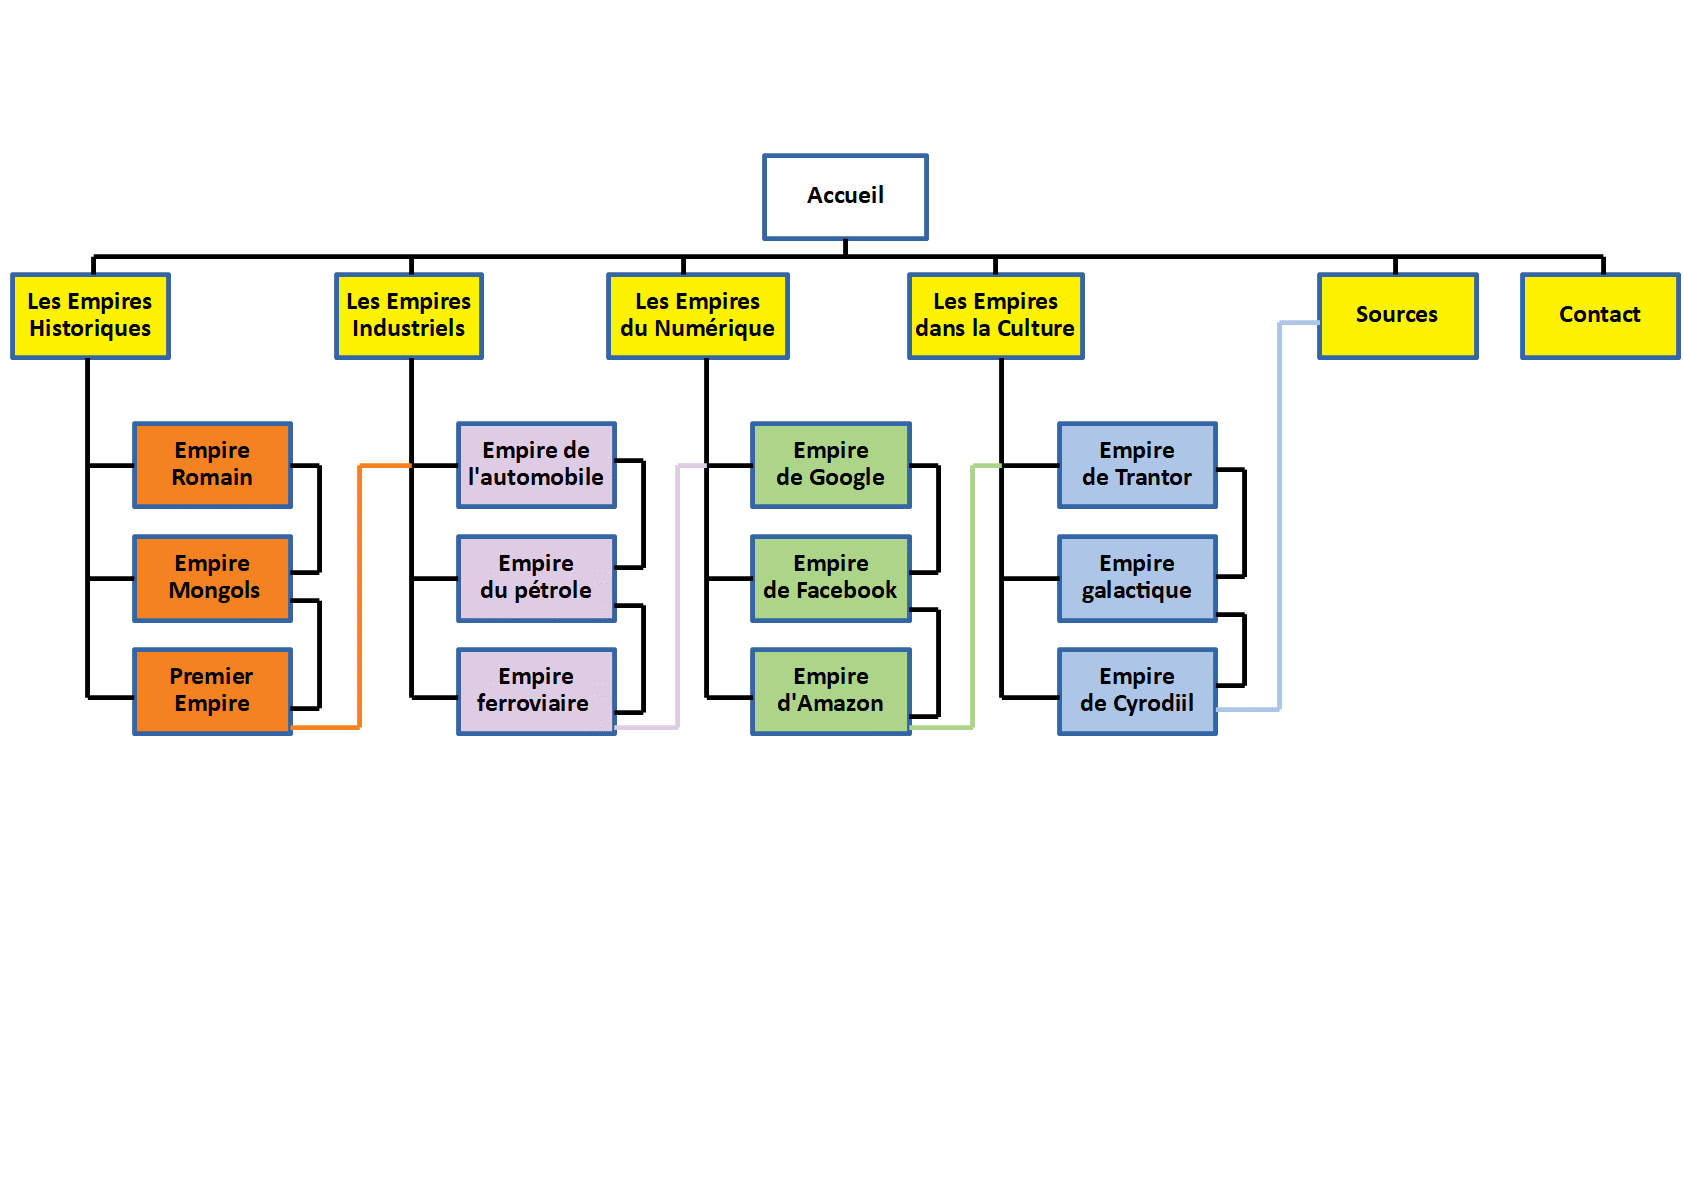 Accueil
Les Empires
Historiques
Les Empires
Industriels
Les Empires
du Numérique
Les Empires
dans la Culture
Sources
Contact
Empire
Romain
Empire de
l'automobile
Empire
de Google
Empire
de Trantor
Empire
Mongols
Empire
du pétrole
Empire
de Facebook
Empire
galactique
Premier
Empire
Empire
ferroviaire
Empire
d'Amazon
Empire
de Cyrodiil